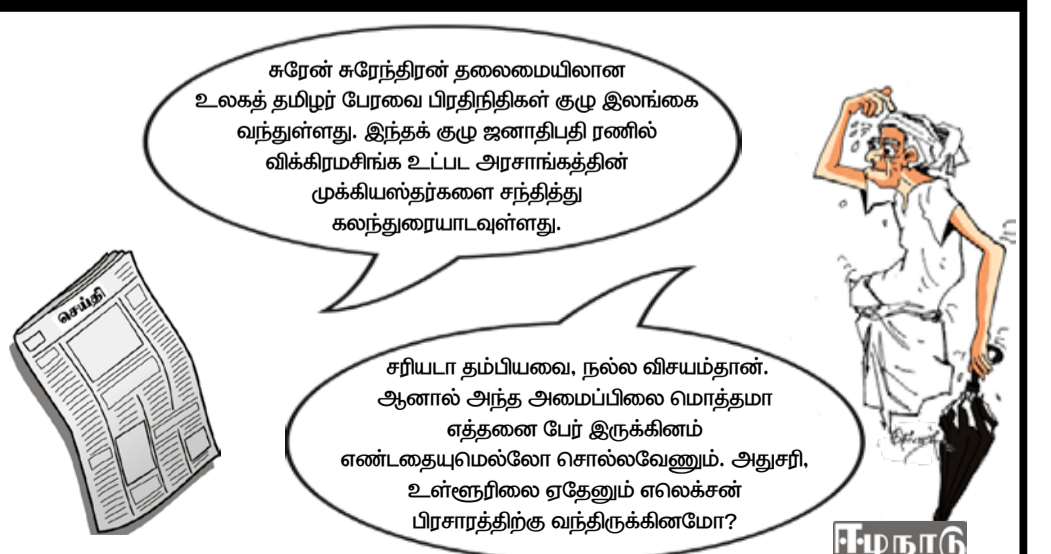 சுரேன் சுரேந்திரன் தலைமையிலான
உலகத் தமிழர் பேரவை பிரதிநிதிகள் குழு இலங்கை
வந்துள்ளது. இந்தக் குழு ஜனாதிபதி ரணில்
விக்கிரமசிங்க உட்பட அரசாங்கத்தின்
முக்கியஸ்தர்களை சந்தித்து
கலந்துரையாடவுள்ளது.
செய்தி
சரியடா தம்பியவை, நல்ல விசயம்தான்.
ஆனால் அந்த அமைப்பிலை மொத்தமா
எத்தனை பேர் இருக்கினம்
எண்டதையுமெல்லோ சொல்லவேணும். அதுசரி,
உள்ளூரிலை ஏதேனும் எலெக்சன்
பிரசாரத்திற்கு வந்திருக்கினமோ?
ஈழநாடு